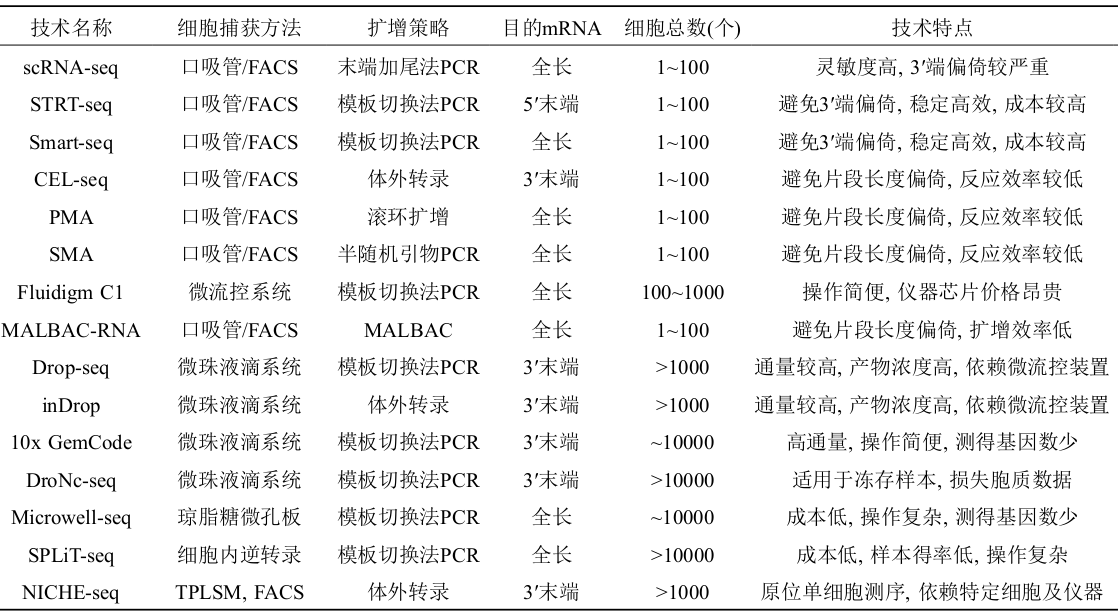 技术名称 细胞捕获方法 扩增策略 目的mRNA 细胞总数(个) 技术特点
scRNA-seq 口吸管/FACS 末端加尾法PCR 全长 1~100 灵敏度高, 3′端偏倚较严重
STRT-seq 口吸管/FACS 模板切换法PCR 5′末端 1~100 避免3′端偏倚, 稳定高效, 成本较高
Smart-seq 口吸管/FACS 模板切换法PCR 全长 1~100 避免3′端偏倚, 稳定高效, 成本较高
CEL-seq 口吸管/FACS 体外转录 3′末端 1~100 避免片段长度偏倚, 反应效率较低
PMA 口吸管/FACS 滚环扩增 全长 1~100 避免片段长度偏倚, 反应效率较低
SMA 口吸管/FACS 半随机引物PCR 全长 1~100 避免片段长度偏倚, 反应效率较低
Fluidigm C1 微流控系统 模板切换法PCR 全长 100~1000 操作简便, 仪器芯片价格昂贵
MALBAC-RNA 口吸管/FACS MALBAC 全长 1~100 避免片段长度偏倚, 扩增效率低
Drop-seq 微珠液滴系统 模板切换法PCR 3′末端 >1000 通量较高, 产物浓度高, 依赖微流控装置
inDrop 微珠液滴系统 体外转录 3′末端 >1000 通量较高, 产物浓度高, 依赖微流控装置
10x GemCode 微珠液滴系统 模板切换法PCR 3′末端 ~10000 高通量, 操作简便, 测得基因数少
DroNc-seq 微珠液滴系统 模板切换法PCR 3′末端 >10000 适用于冻存样本, 损失胞质数据
Microwell-seq 琼脂糖微孔板 模板切换法PCR 全长 ~10000 成本低, 操作复杂, 测得基因数少
SPLiT-seq 细胞内逆转录 模板切换法PCR 全长 >10000 成本低, 样本得率低, 操作复杂
NICHE-seq TPLSM, FACS 体外转录 3′末端 >1000 原位单细胞测序, 依赖特定细胞及仪器